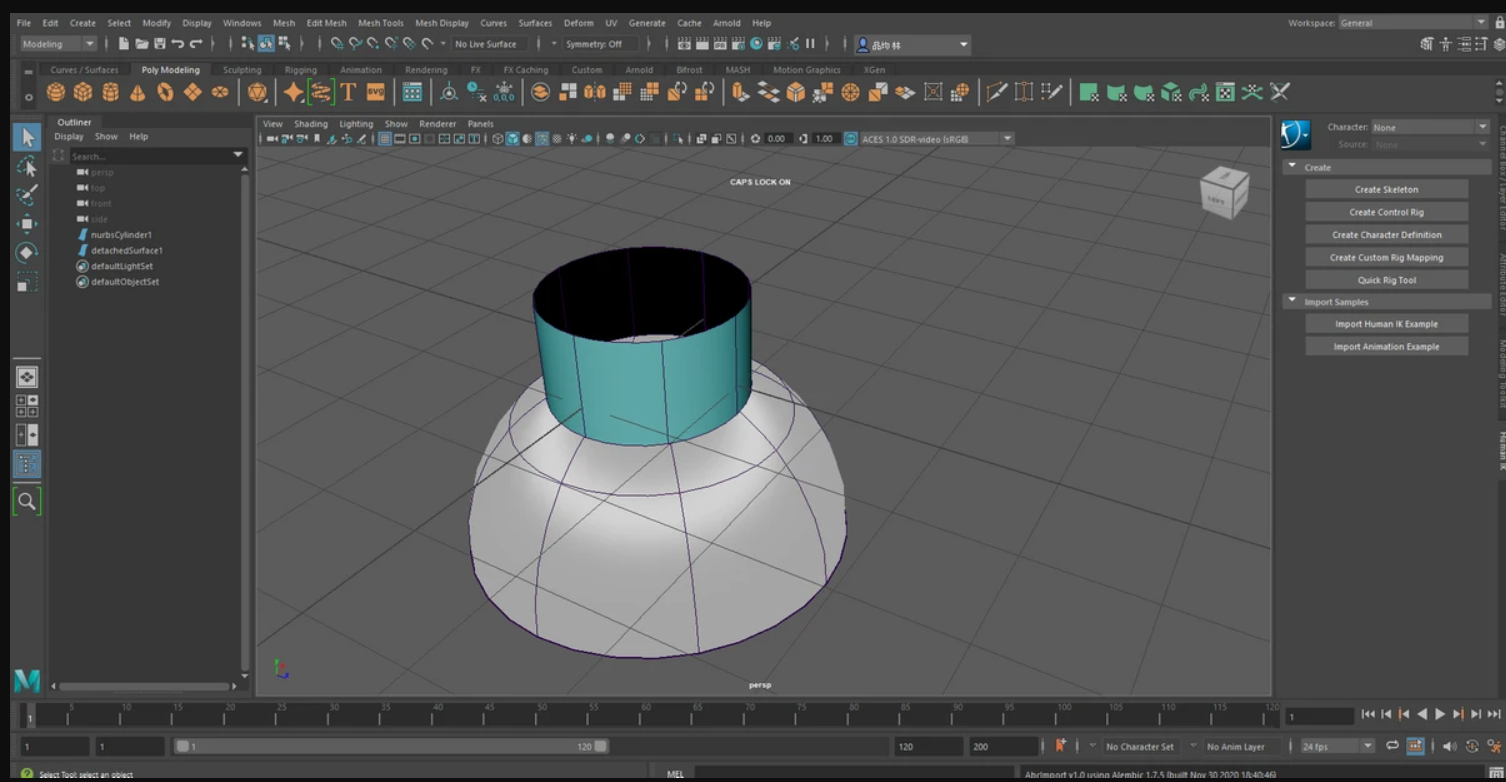 File Edit Create Select Modify Display Windows Mesh Edit Mesh Mesh Tools Mesh Display Curves Surfaces Deform UV Generate Cache Arnold Help Workspace: General
Modeling No Live Surface Symmetry: Off
Curves / Surfaces Poly Modeling Sculpting Rigging Animation Rendering FX FX Caching Custom Arnold Bifrost MASH Motion Graphics XGen
T SVG
Outliner
Display Show Help
Search...
persp
top
front
side
nurbsCylinder1
detachedSurface1
defaultLightSet
defaultObjectSet
View Shading Lighting Show Renderer Panels
0.00 1.00 ACES 1.0 SDR-video
CAPS LOCK ON
persp
Character: None
Source: None
Create
Create Skeleton
Create Control Rig
Create Character Definition
Create Custom Rig Mapping
Quick Rig Tool
Import Samples
Import Human IK Example
Import Animation Example
Human IK
1 5 10 15 20 25 30 35 40 45 50 55 60 65 70 75 80 85 90 95 100 105 110 115 120 1
1 1 1 120 120 200 No Character Set No Anim Layer 24 fps
Select Tool: select an object MEL AbcImport v1.0 using Alembic 1.7.5 (built Nov 30 2020 18:40:46)